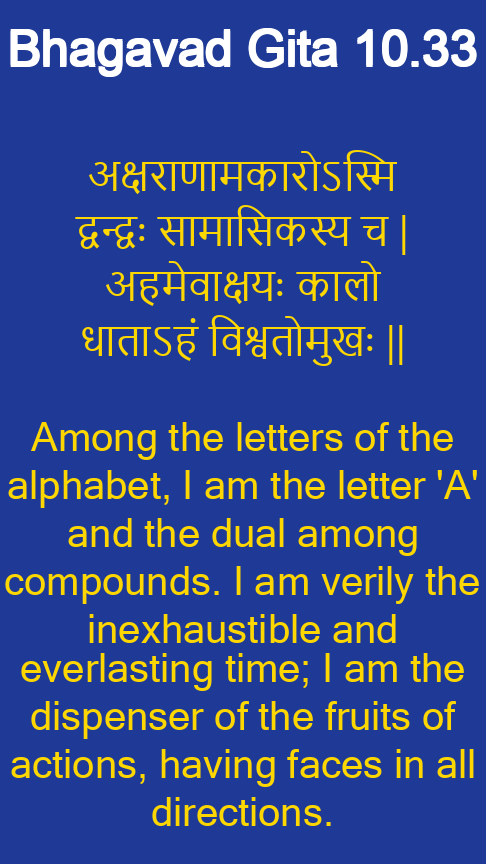 Bhagavad Gita 10.33
अक्षराणामकारोऽस्मि
द्वन्द्वः सामासिकस्य च |
अहमेवाक्षयः कालो
धाताऽहं विश्वतोमुखः ||
Among the letters of the
alphabet, I am the letter 'A'
and the dual among
compounds. I am verily the
inexhaustible and
everlasting time; I am the
dispenser of the fruits of
actions, having faces in all
directions.